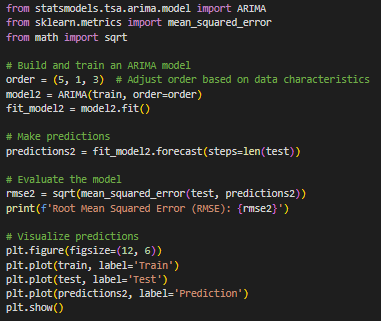 from statsmodels.tsa.arima.model import ARIMA
from sklearn.metrics import mean_squared_error
from math import sqrt

# Build and train an ARIMA model
order = (5, 1, 3)  # Adjust order based on data characteristics
model2 = ARIMA(train, order=order)
fit_model2 = model2.fit()

# Make predictions
predictions2 = fit_model2.forecast(steps=len(test))

# Evaluate the model
rmse2 = sqrt(mean_squared_error(test, predictions2))
print(f'Root Mean Squared Error (RMSE): {rmse2}')

# Visualize predictions
plt.figure(figsize=(12, 6))
plt.plot(train, label='Train')
plt.plot(test, label='Test')
plt.plot(predictions2, label='Prediction')
plt.show()